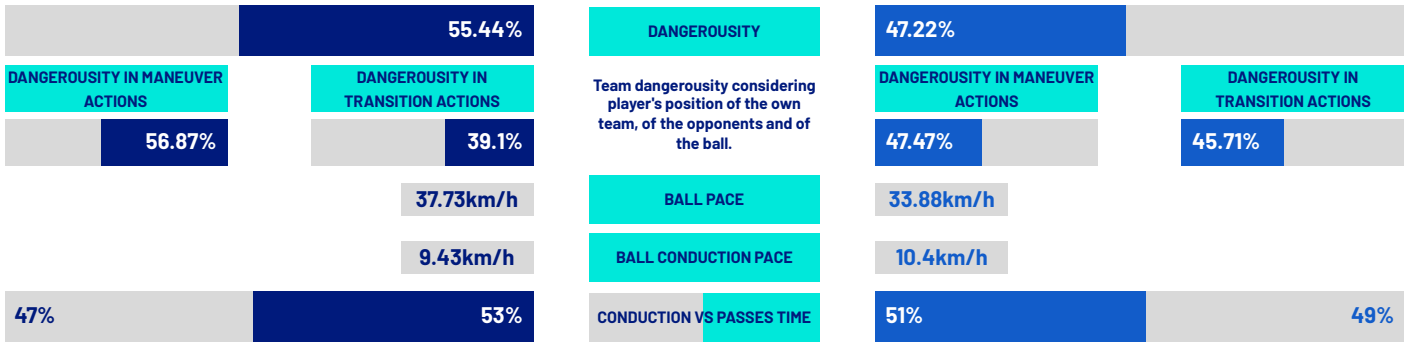 55.44%
DANGEROUSITY
47.22%
DANGEROUSITY IN MANEUVER
ACTIONS
DANGEROUSITY IN
TRANSITION ACTIONS
Team dangerousity considering
player's position of the own
team, of the opponents and of
the ball.
DANGEROUSITY IN MANEUVER
ACTIONS
DANGEROUSITY IN
TRANSITION ACTIONS
56.87%
39.1%
47.47%
45.71%
37.73km/h
BALL PACE
33.88km/h
9.43km/h
BALL CONDUCTION PACE
10.4km/h
47%
53%
CONDUCTION VS PASSES TIME
51%
49%